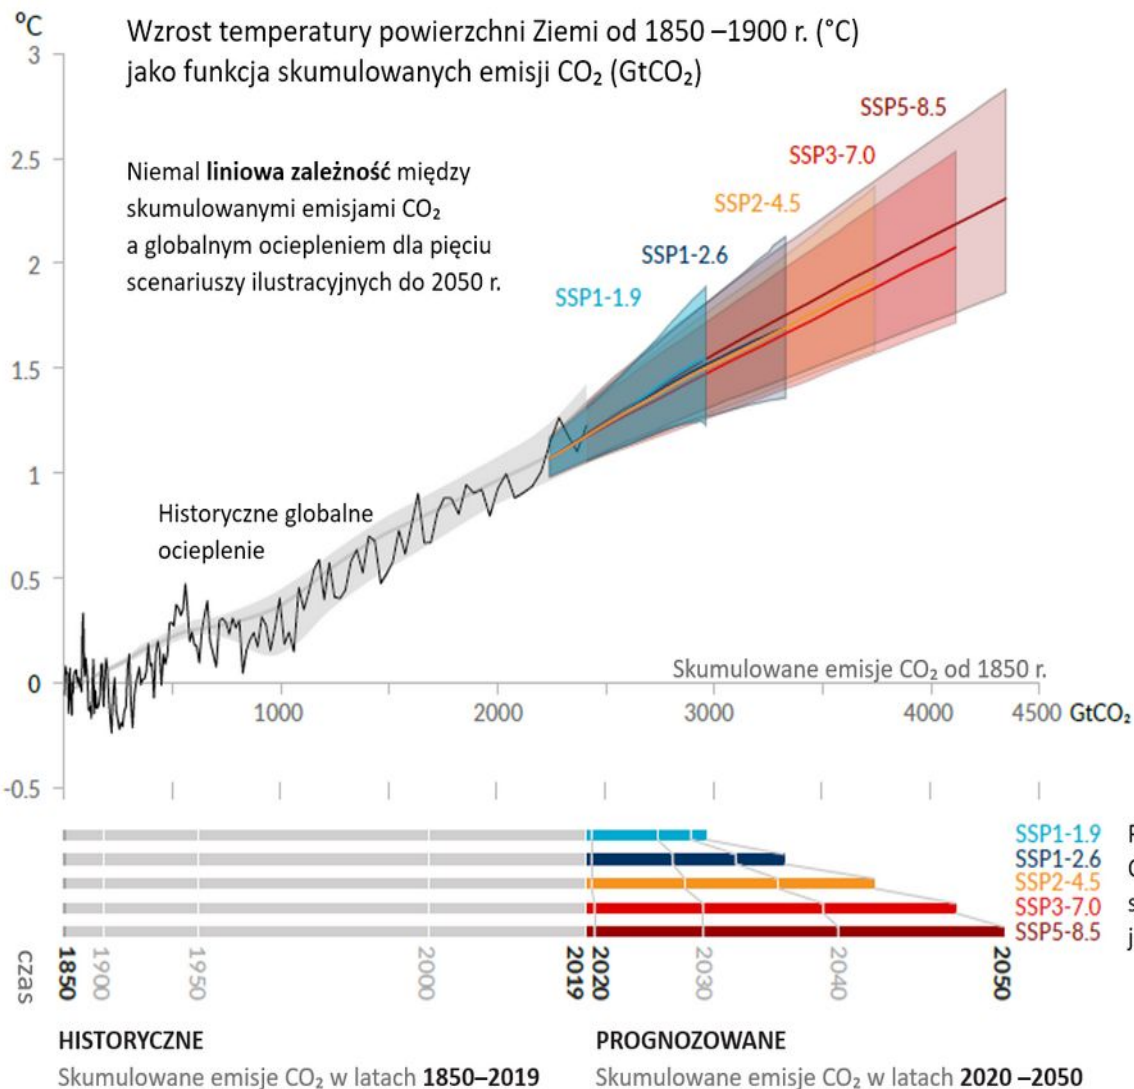 °C
Wzrost temperatury powierzchni Ziemi od 1850 –1900 r. (°C)
jako funkcja skumulowanych emisji CO₂ (GtCO₂)
3
2.5
2
1.5
1
0.5
0
-0.5
Niemal liniowa zależność między
skumulowanymi emisjami CO₂
a globalnym ociepleniem dla pięciu
scenariuszy ilustracyjnych do 2050 r.
SSP5-8.5
SSP3-7.0
SSP2-4.5
SSP1-2.6
SSP1-1.9
Historyczne globalne
ocieplenie
Skumulowane emisje CO₂ od 1850 r.
1000 2000 3000 4000 4500 GtCO₂
SSP1-1.9
SSP1-2.6
SSP2-4.5
SSP3-7.0
SSP5-8.5
czas
1850 1900 1950 2000 2019 2020 2030 2040 2050
HISTORYCZNE
Skumulowane emisje CO₂ w latach 1850–2019
PROGNOZOWANE
Skumulowane emisje CO₂ w latach 2020 –2050